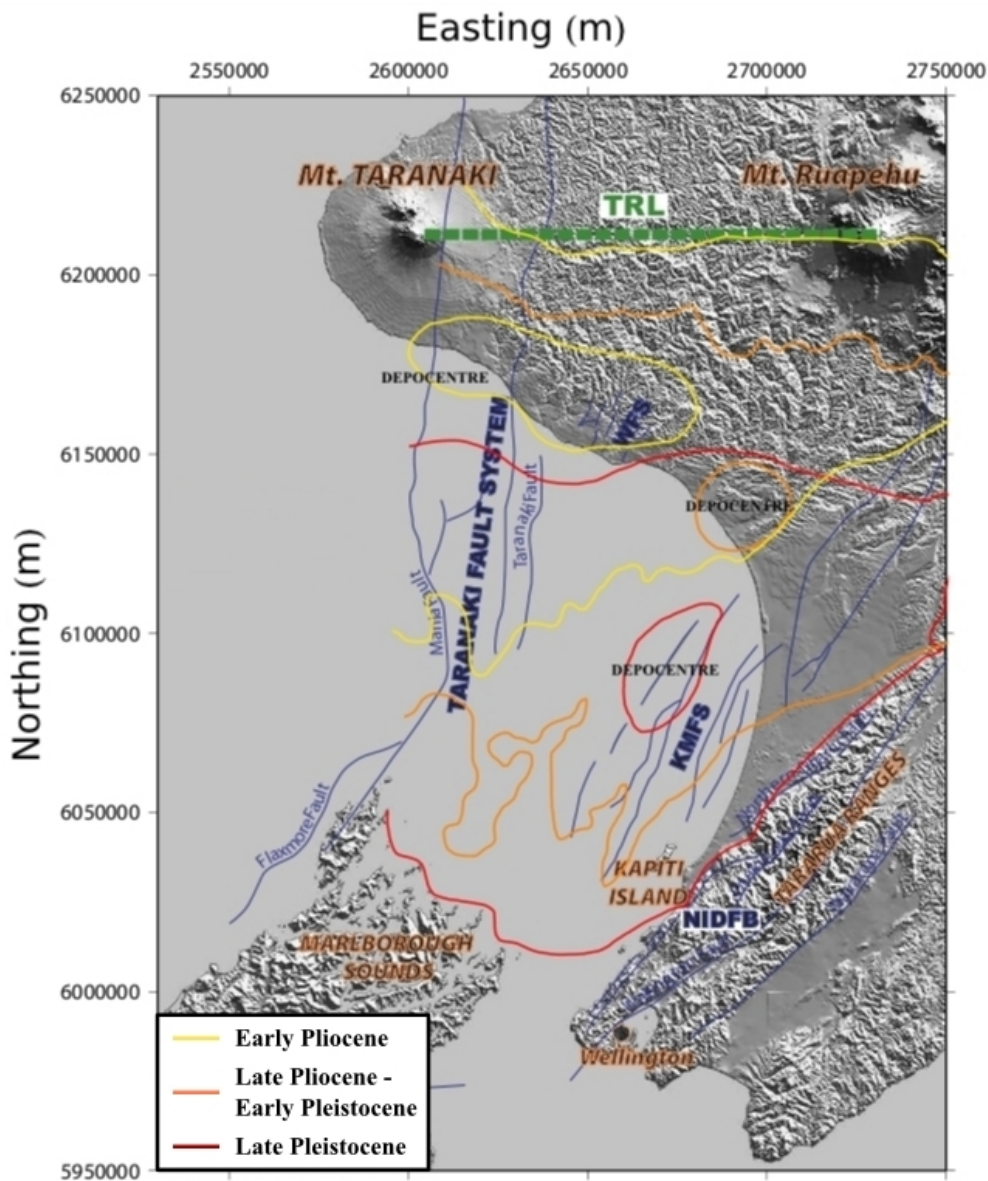 Easting (m)
2550000 2600000 2650000 2700000 2750000
6250000
Mt. TARANAKI
Mt. Ruapehu
TRL
6200000
DEPOCENTRE
WFS
6150000
DEPOCENTRE
TARANAKI FAULT SYSTEM
Taranaki Fault
Manaia Fault
Northing (m)
6100000
DEPOCENTRE
KMFS
6050000
Flaxmore Fault
TARARUA RANGES
KAPITI
ISLAND
NIDFB
MARLBOROUGH
SOUNDS
6000000
Wellington
Early Pliocene
Late Pliocene -
Early Pleistocene
Late Pleistocene
5950000